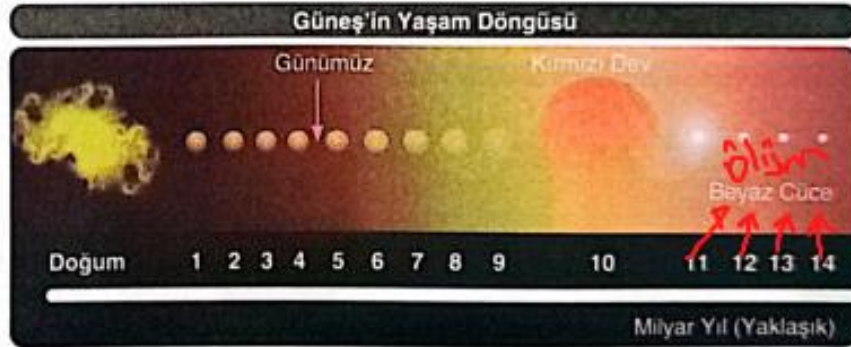 Güneş'in Yaşam Döngüsü
Günümüz
Kırmızı Dev
ölüm
Beyaz Cüce
Doğum 1 2 3 4 5 6 7 8 9 10 11 12 13 14
Milyar Yıl (Yaklaşık)